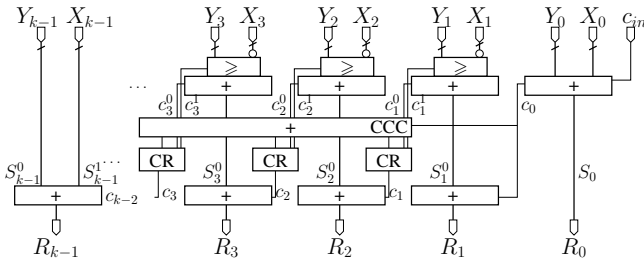 Y_{k-1} X_{k-1} Y_3 X_3 Y_2 X_2 Y_1 X_1 Y_0 X_0 c_{in}
⩾ ⩾ ⩾
... + + + +
c_3^0 c_3^1 c_2^0 c_2^1 c_1^0 c_1^1 c_0
+ CCC
CR CR CR
S_{k-1}^0 S_{k-1}^1 ... c_3 S_3^0 c_2 S_2^0 c_1 S_1^0 S_0
+ c_{k-2} + + +
R_{k-1} R_3 R_2 R_1 R_0